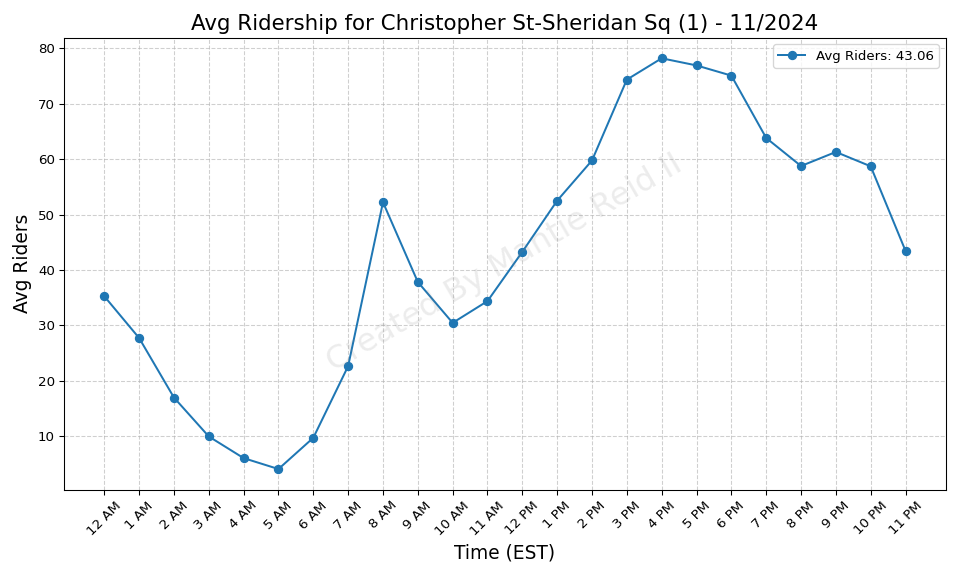 Avg Ridership for Christopher St-Sheridan Sq (1) - 11/2024
Avg Riders: 43.06
80
70
60
50
40
30
20
10
Avg Riders
Created By Mantie Reid II
12 AM
1 AM
2 AM
3 AM
4 AM
5 AM
6 AM
7 AM
8 AM
9 AM
10 AM
11 AM
12 PM
1 PM
2 PM
3 PM
4 PM
5 PM
6 PM
7 PM
8 PM
9 PM
10 PM
11 PM
Time (EST)